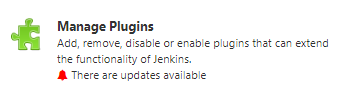 Manage Plugins
Add, remove, disable or enable plugins that can extend
the functionality of Jenkins.
There are updates available